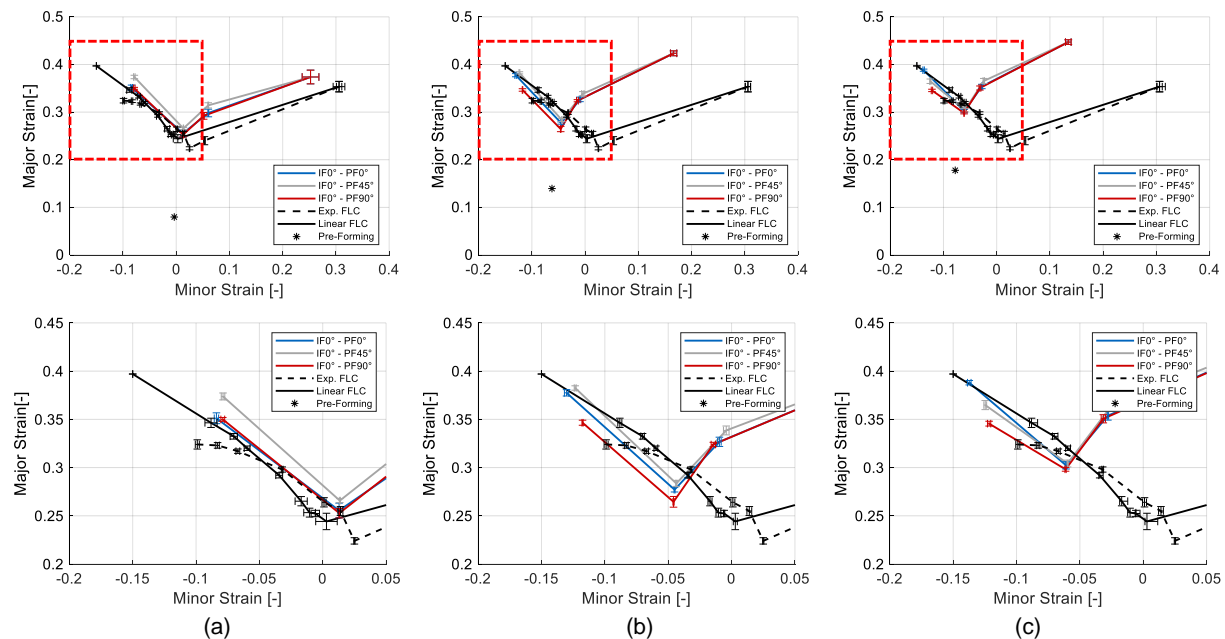 0.5
0.4
0.3
0.2
0.1
0
Major Strain[-]
-0.2 -0.1 0 0.1 0.2 0.3 0.4
Minor Strain [-]
IF0° - PF0°
IF0° - PF45°
IF0° - PF90°
Exp. FLC
Linear FLC
Pre-Forming
0.5
0.4
0.3
0.2
0.1
0
Major Strain [-]
-0.2 -0.1 0 0.1 0.2 0.3 0.4
Minor Strain [-]
IF0° - PF0°
IF0° - PF45°
IF0° - PF90°
Exp. FLC
Linear FLC
Pre-Forming
0.5
0.4
0.3
0.2
0.1
0
Major Strain [-]
-0.2 -0.1 0 0.1 0.2 0.3 0.4
Minor Strain [-]
IF0° - PF0°
IF0° - PF45°
IF0° - PF90°
Exp. FLC
Linear FLC
Pre-Forming
0.45
0.4
0.35
0.3
0.25
0.2
Major Strain[-]
-0.2 -0.15 -0.1 -0.05 0 0.05
Minor Strain [-]
IF0° - PF0°
IF0° - PF45°
IF0° - PF90°
Exp. FLC
Linear FLC
Pre-Forming
(a)
0.45
0.4
0.35
0.3
0.25
0.2
Major Strain [-]
-0.2 -0.15 -0.1 -0.05 0 0.05
Minor Strain [-]
IF0° - PF0°
IF0° - PF45°
IF0° - PF90°
Exp. FLC
Linear FLC
Pre-Forming
(b)
0.45
0.4
0.35
0.3
0.25
0.2
Major Strain [-]
-0.2 -0.15 -0.1 -0.05 0 0.05
Minor Strain [-]
IF0° - PF0°
IF0° - PF45°
IF0° - PF90°
Exp. FLC
Linear FLC
Pre-Forming
(c)